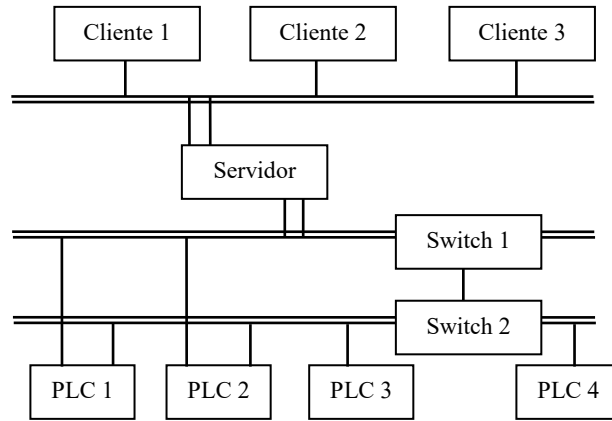 Cliente 1
Cliente 2
Cliente 3
Servidor
Switch 1
Switch 2
PLC 1
PLC 2
PLC 3
PLC 4